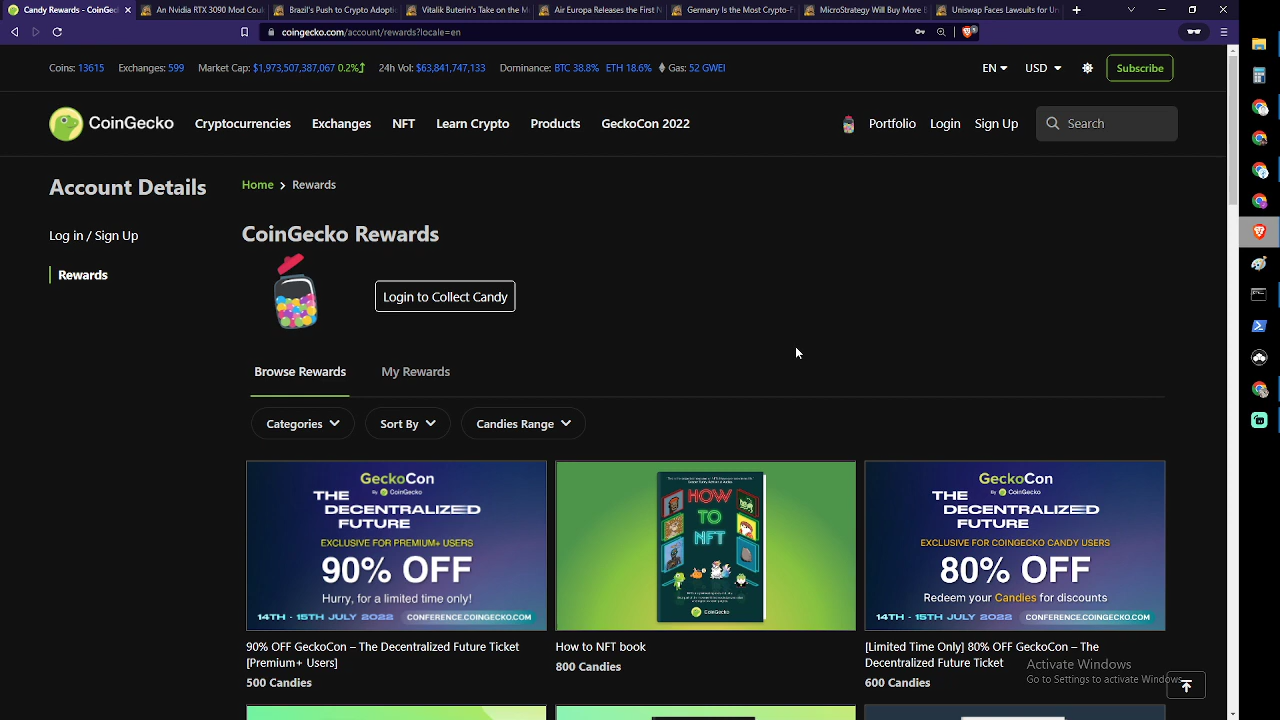 Candy Rewards - CoinGec
An Nvidia RTX 3090 Mod Coul
Brazil's Push to Crypto Adopti
Vitalik Buterin's Take on the M
Air Europa Releases the First N
Germany Is the Most Crypto-F
MicroStrategy Will Buy More B
Uniswap Faces Lawsuits for Un
coingecko.com/account/rewards?locale=en
Coins: 13615 Exchanges: 599 Market Cap: $1,973,507,387,067 0.2% 24h Vol: $63,841,747,133 Dominance: BTC 38.8% ETH 18.6% Gas: 52 GWEI
EN USD Subscribe
CoinGecko Cryptocurrencies Exchanges NFT Learn Crypto Products GeckoCon 2022 Portfolio Login Sign Up Search
Account Details
Log in / Sign Up
Rewards
Home > Rewards
CoinGecko Rewards
Login to Collect Candy
Browse Rewards My Rewards
Categories Sort By Candies Range
GeckoCon
By CoinGecko
THE
DECENTRALIZED
FUTURE
EXCLUSIVE FOR PREMIUM+ USERS
90% OFF
Hurry, for a limited time only!
14TH - 15TH JULY 2022 CONFERENCE.COINGECKO.COM
90% OFF GeckoCon – The Decentralized Future Ticket
[Premium+ Users]
500 Candies
HOW
TO
NFT
CoinGecko
How to NFT book
800 Candies
GeckoCon
By CoinGecko
THE
DECENTRALIZED
FUTURE
EXCLUSIVE FOR COINGECKO CANDY USERS
80% OFF
Redeem your Candies for discounts
14TH - 15TH JULY 2022 CONFERENCE.COINGECKO.COM
[Limited Time Only] 80% OFF GeckoCon – The
Decentralized Future Ticket
600 Candies
Activate Windows
Go to Settings to activate Windows.